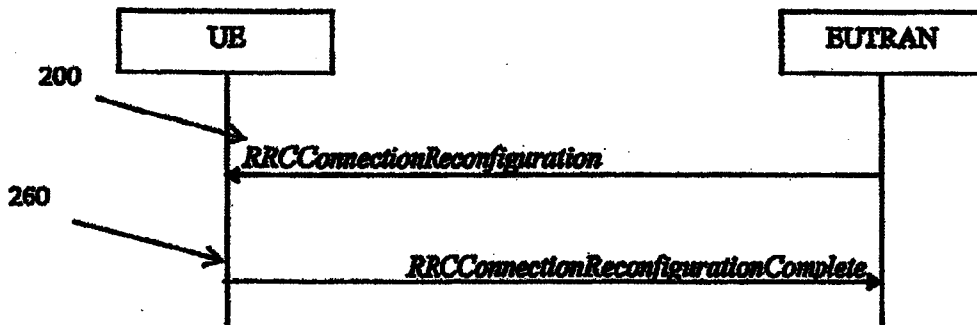 UE
EUTRAN
200
RRCConnectionReconfiguration
260
RRCConnectionReconfigurationComplete